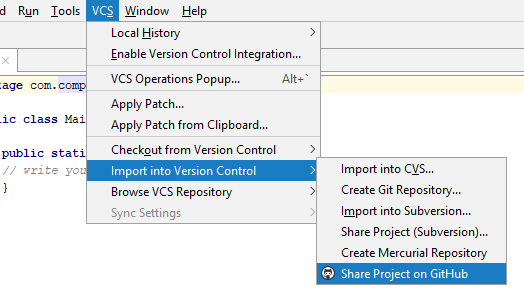 d Run Tools VCS Window Help
Local History
Enable Version Control Integration...
age com.comp
VCS Operations Popup... Alt+`
Apply Patch...
lic class Mai
Apply Patch from Clipboard...
public stati
Checkout from Version Control
// write you
Import into Version Control
}
Browse VCS Repository
Sync Settings
Import into CVS...
Create Git Repository...
Import into Subversion...
Share Project (Subversion)...
Create Mercurial Repository
Share Project on GitHub